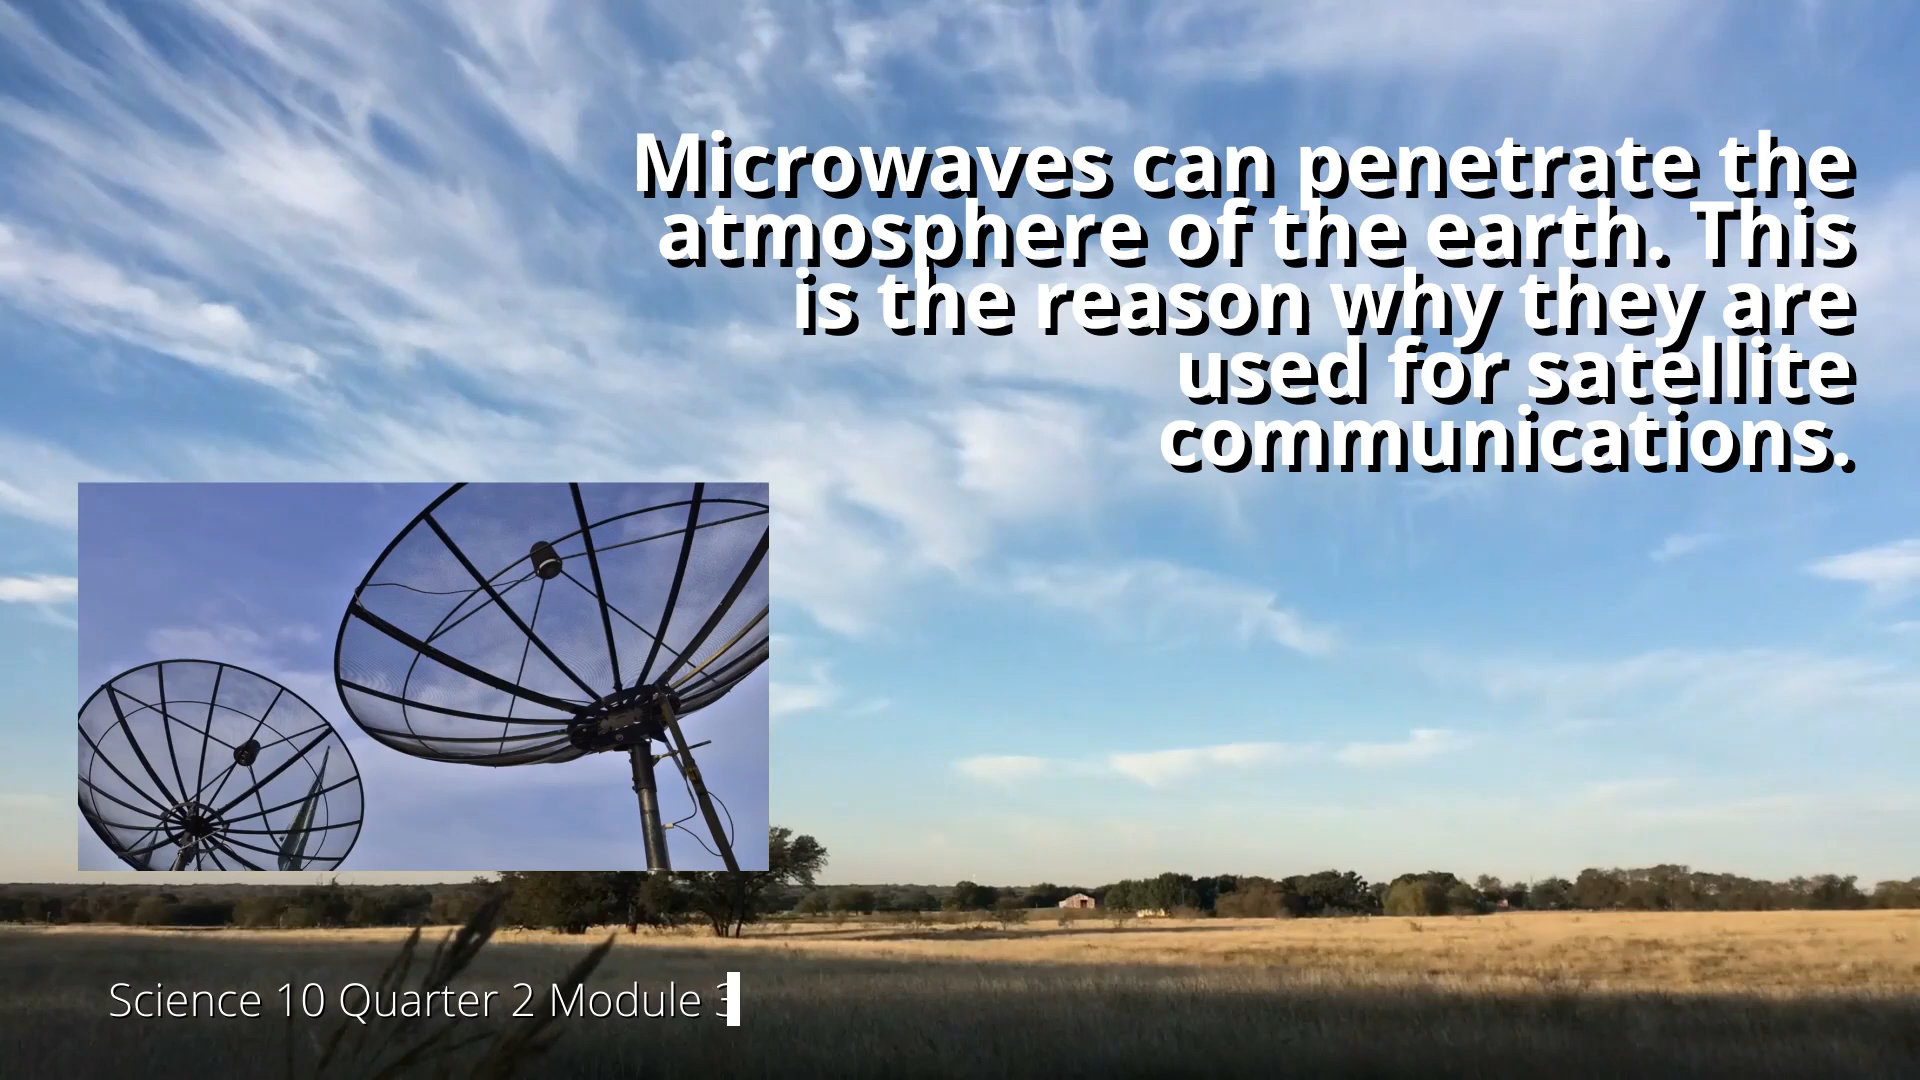 Microwaves can penetrate the
atmosphere of the earth. This
is the reason why they are
used for satellite
communications.
Science 10 Quarter 2 Module 3